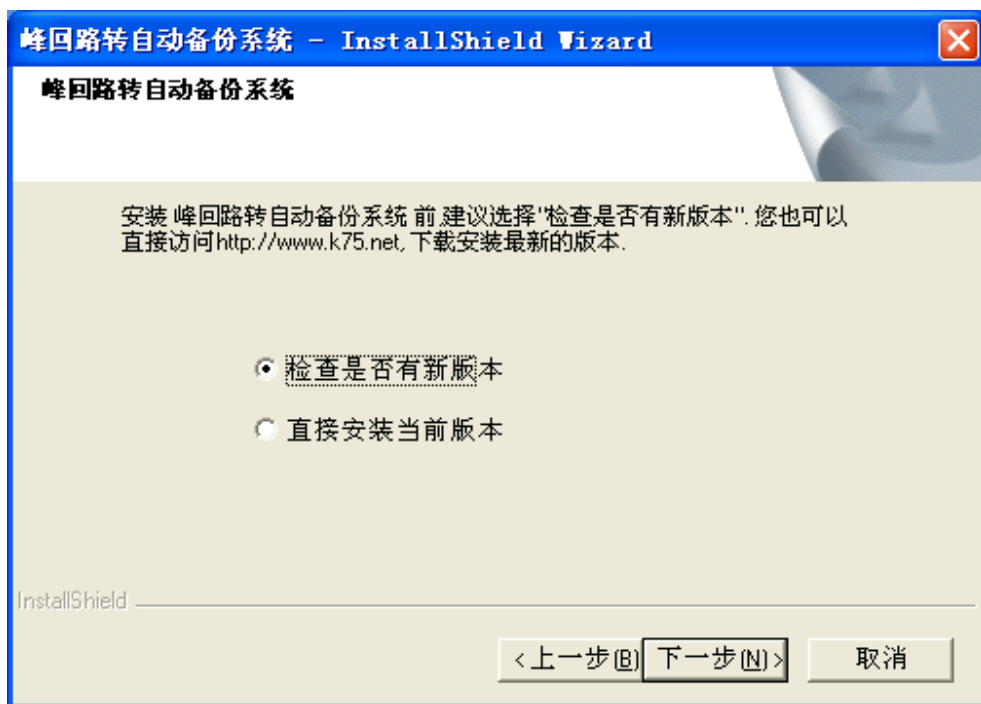 峰回路转自动备份系统 - InstallShield Wizard
峰回路转自动备份系统
安装 峰回路转自动备份系统 前,建议选择"检查是否有新版本". 您也可以
直接访问http://www.k75.net, 下载安装最新的版本.
检查是否有新版本
直接安装当前版本
InstallShield
<上一步(B) 下一步(N)> 取消